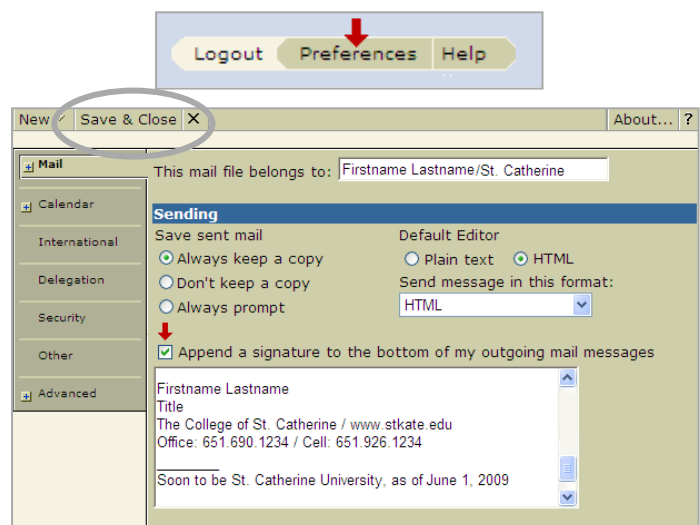 Logout Preferences Help
New Save & Close X About... ?
Mail
This mail file belongs to: Firstname Lastname/St. Catherine
Calendar
Sending
International
Save sent mail Default Editor
Always keep a copy Plain text HTML
Delegation
Don't keep a copy Send message in this format:
Security
Always prompt HTML
Other
Append a signature to the bottom of my outgoing mail messages
Advanced
Firstname Lastname
Title
The College of St. Catherine / www.stkate.edu
Office: 651.690.1234 / Cell: 651.926.1234
Soon to be St. Catherine University, as of June 1, 2009